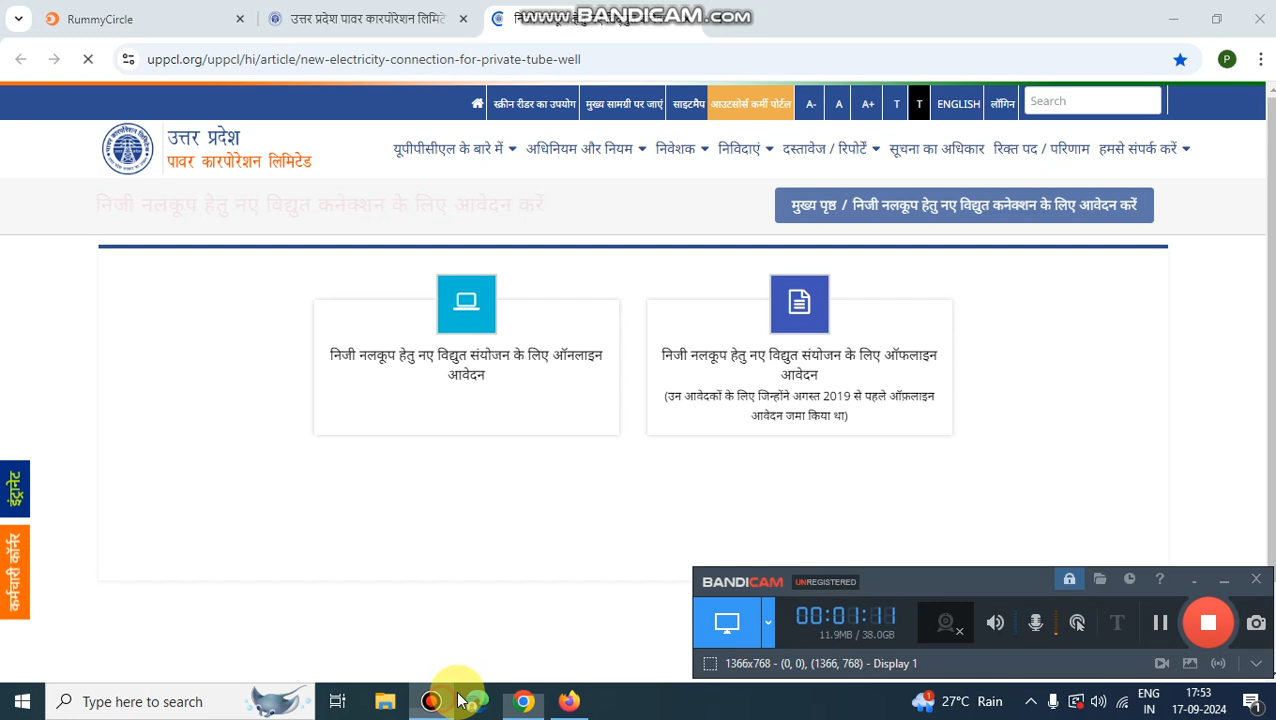 RummyCircle
उत्तर प्रदेश पावर कारपोरेशन लिमिटे
www.BANDICAM.com
uppcl.org/uppcl/hi/article/new-electricity-connection-for-private-tube-well
P
स्क्रीन रीडर का उपयोग
मुख्य सामग्री पर जाएं
साइटमैप
आउटसोर्स कर्मी पोर्टल
A-
A
A+
T
T
ENGLISH
लॉगिन
Search
उत्तर प्रदेश
पावर कारपोरेशन लिमिटेड
यूपीपीसीएल के बारे में
अधिनियम और नियम
निवेशक
निविदाएं
दस्तावेज / रिपोर्टें
सूचना का अधिकार
रिक्त पद / परिणाम
हमसे संपर्क करें
निजी नलकूप हेतु नए विद्युत कनेक्शन के लिए आवेदन करें
मुख्य पृष्ठ / निजी नलकूप हेतु नए विद्युत कनेक्शन के लिए आवेदन करें
निजी नलकूप हेतु नए विद्युत संयोजन के लिए ऑनलाइन
आवेदन
निजी नलकूप हेतु नए विद्युत संयोजन के लिए ऑफलाइन
आवेदन
(उन आवेदकों के लिए जिन्होंने अगस्त 2019 से पहले ऑफ़लाइन
आवेदन जमा किया था)
इंट्रानेट
कर्मचारी कॉर्नर
BANDICAM UNREGISTERED
00:01:11
11.9MB / 38.0GB
1366x768 - (0, 0), (1366, 768) - Display 1
Type here to search
27°C Rain
ENG
IN
17:53
17-09-2024